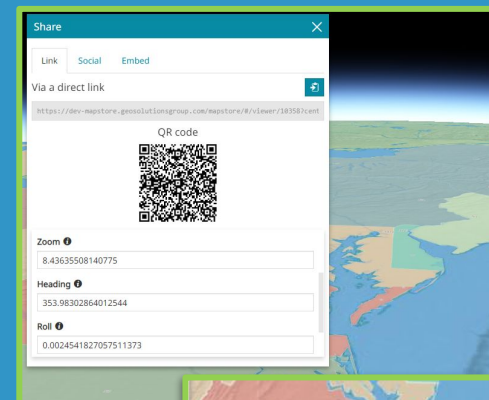 Share
Link Social Embed
Via a direct link
https://dev-mapstore.geosolutionsgroup.com/mapstore/#/viewer/10358?cent
QR code
Zoom
8.43635508140775
Heading
353.98302864012544
Roll
0.0024541827057511373